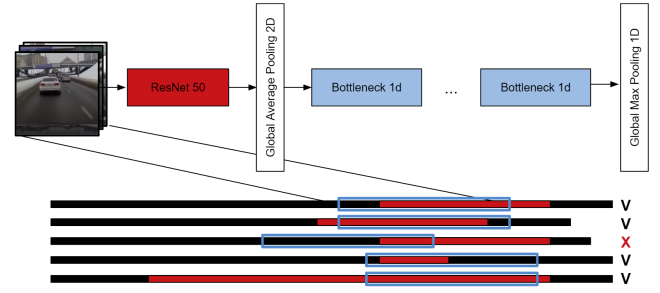 ResNet 50
Global Average Pooling 2D
Bottleneck 1d
...
Bottleneck 1d
Global Max Pooling 1D
V
V
X
V
V